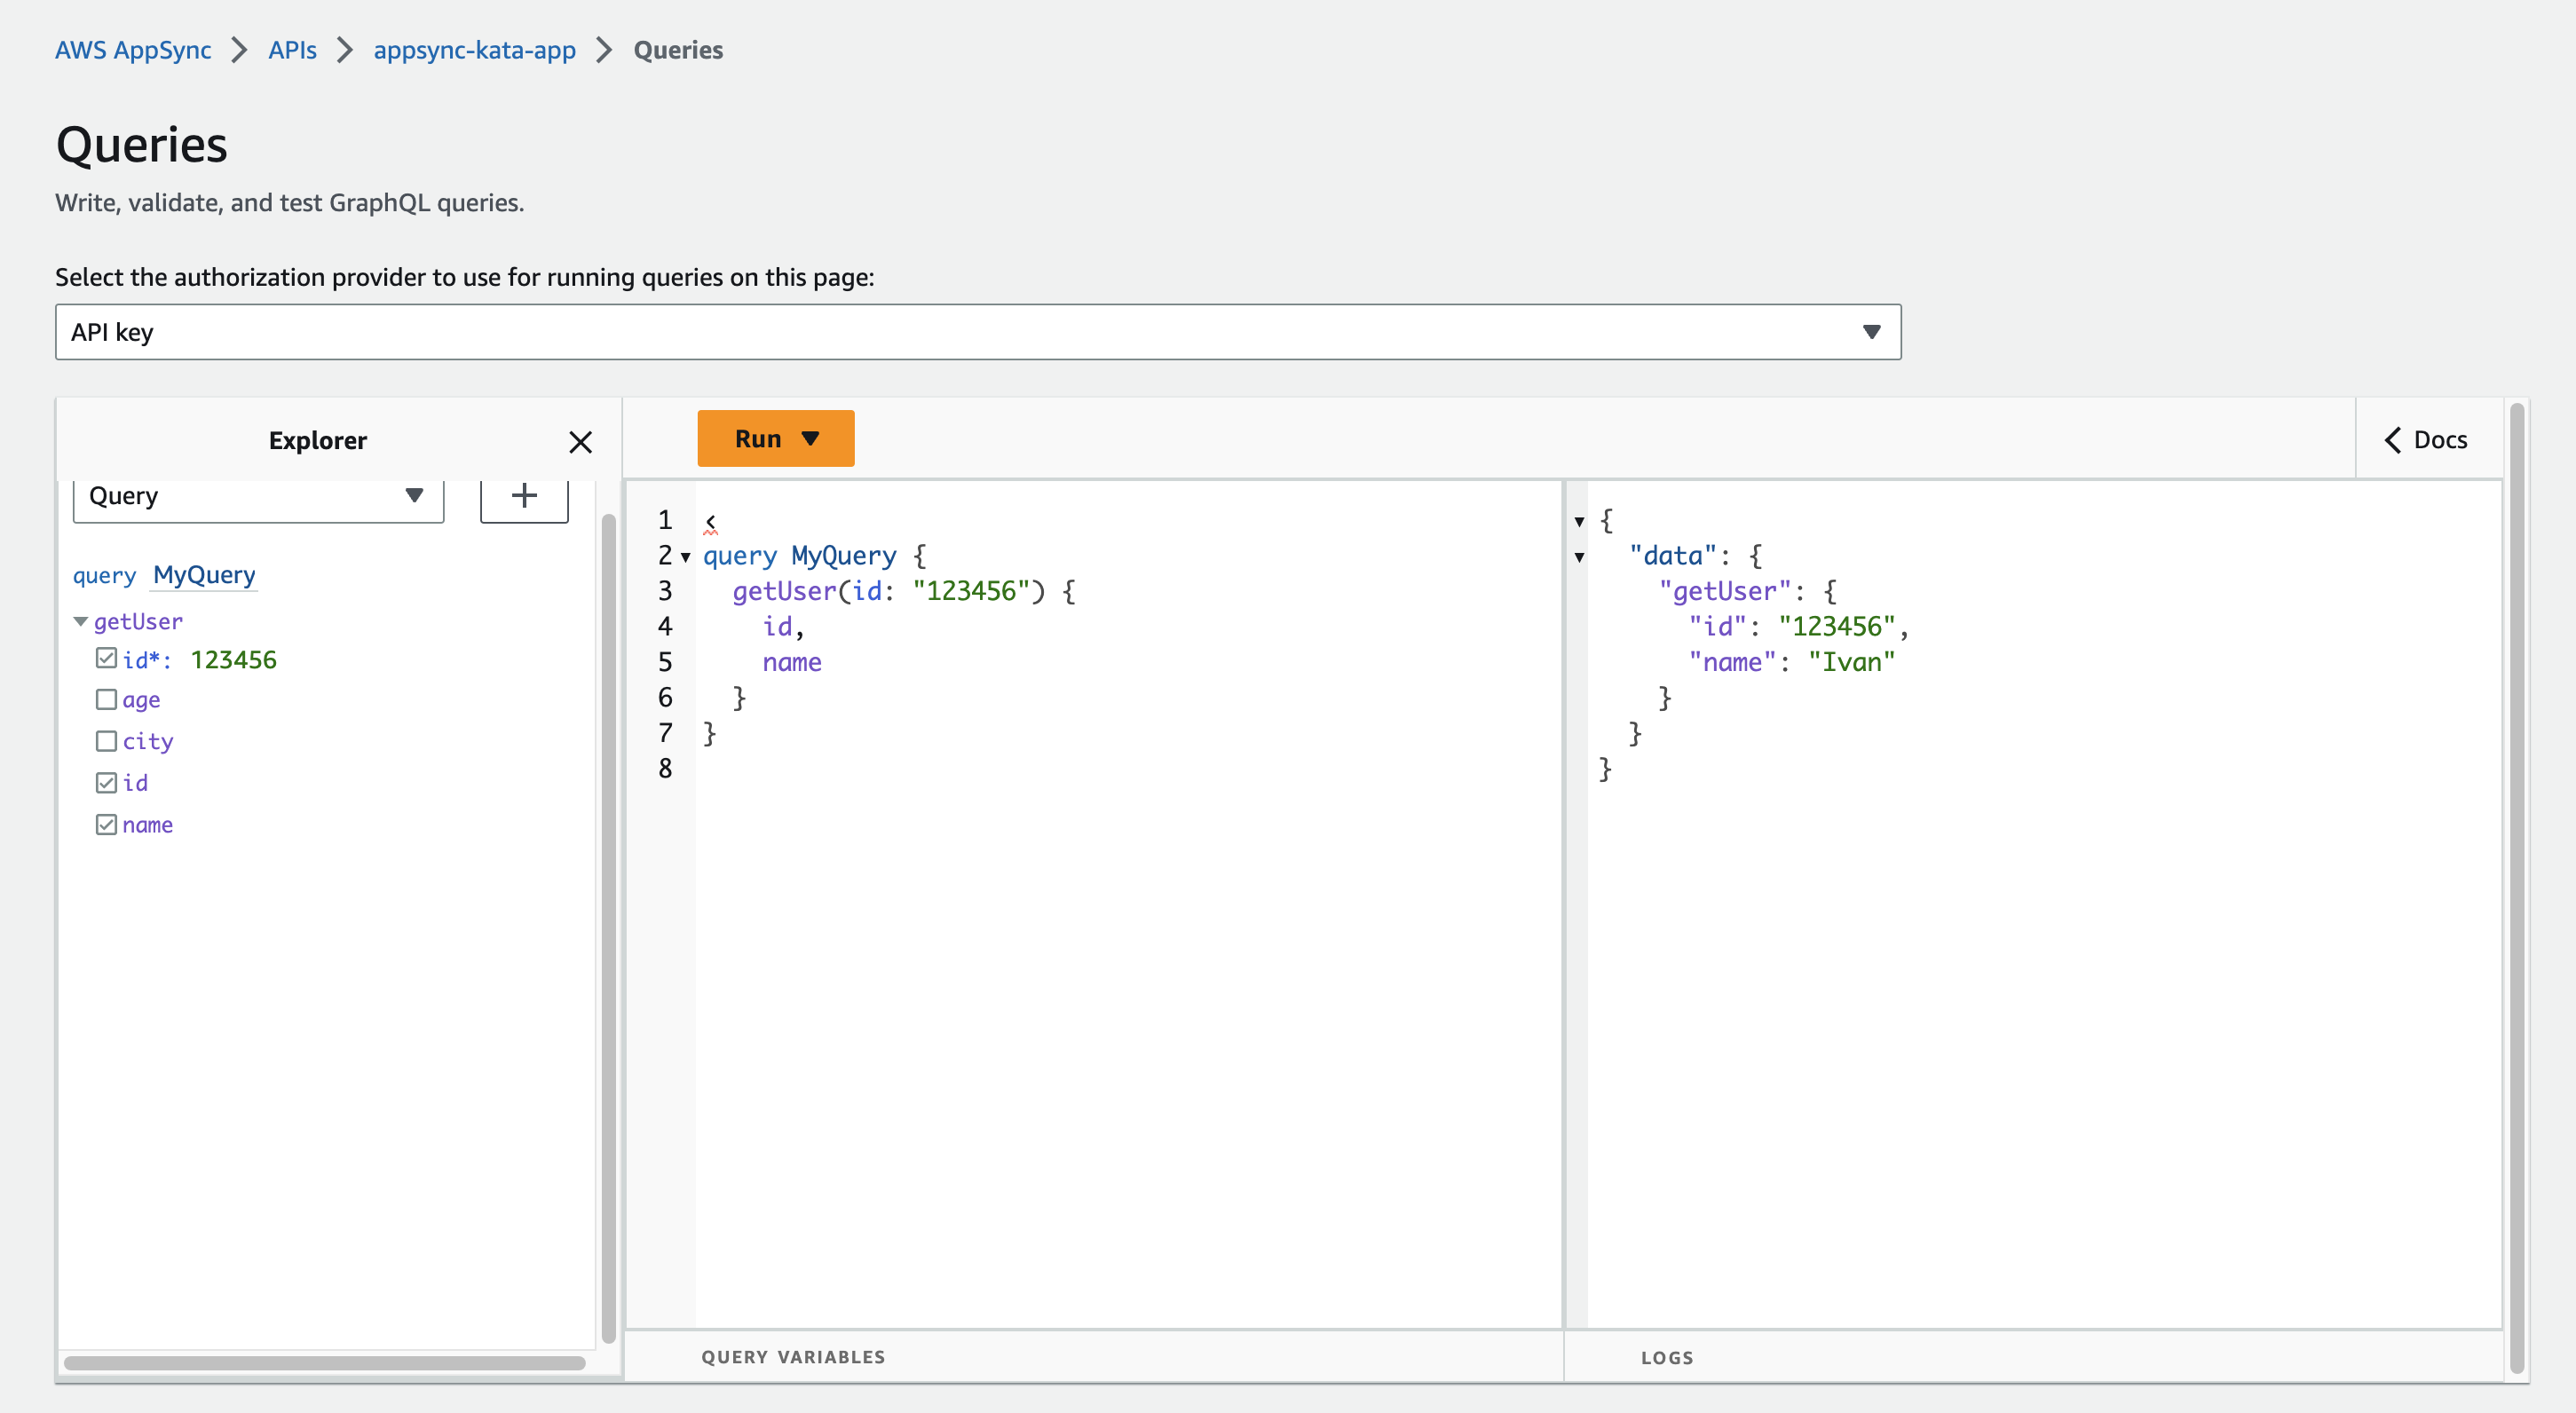 AWS AppSync > APIs > appsync-kata-app > Queries
Queries
Write, validate, and test GraphQL queries.
Select the authorization provider to use for running queries on this page:
API key
Explorer
Run
Docs
Query
query MyQuery
getUser
id*: 123456
age
city
id
name
1 <
2 query MyQuery {
3   getUser(id: "123456") {
4     id,
5     name
6   }
7 }
8
{
  "data": {
    "getUser": {
      "id": "123456",
      "name": "Ivan"
    }
  }
}
QUERY VARIABLES
LOGS